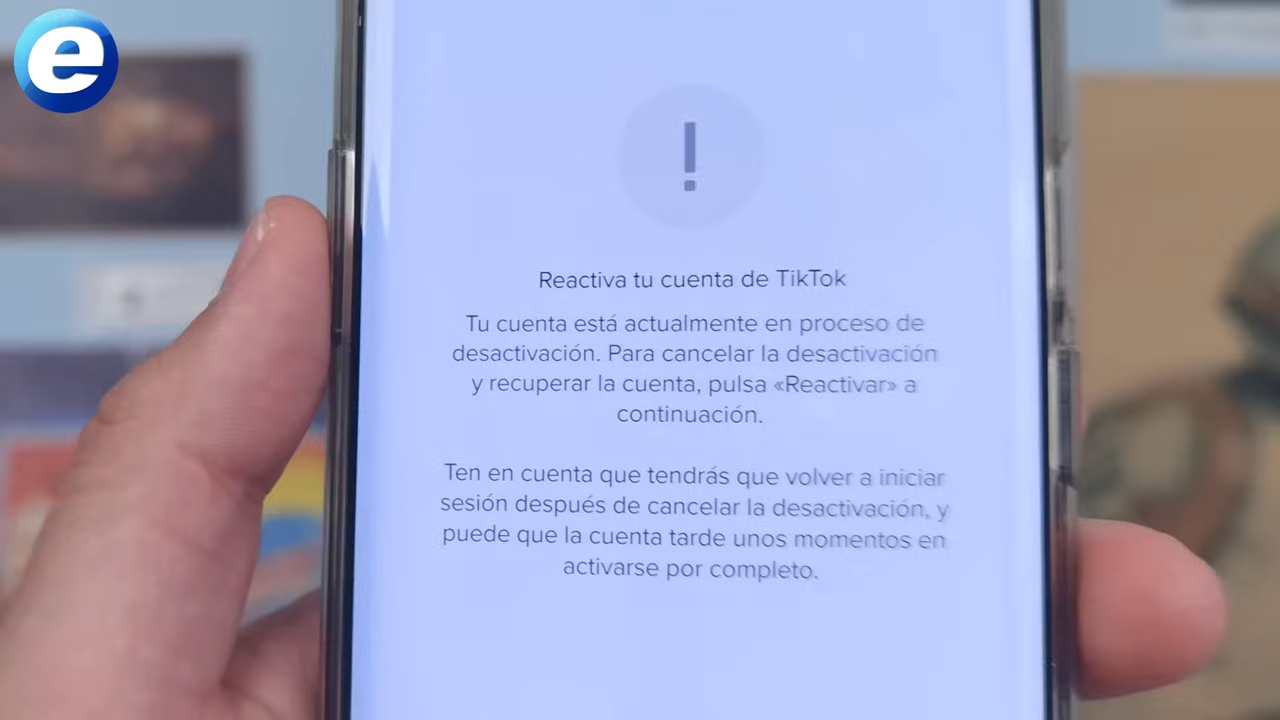 e
Reactiva tu cuenta de TikTok
Tu cuenta está actualmente en proceso de
desactivación. Para cancelar la desactivación
y recuperar la cuenta, pulsa «Reactivar» a
continuación.
Ten en cuenta que tendrás que volver a iniciar
sesión después de cancelar la desactivación, y
puede que la cuenta tarde unos momentos en
activarse por completo.